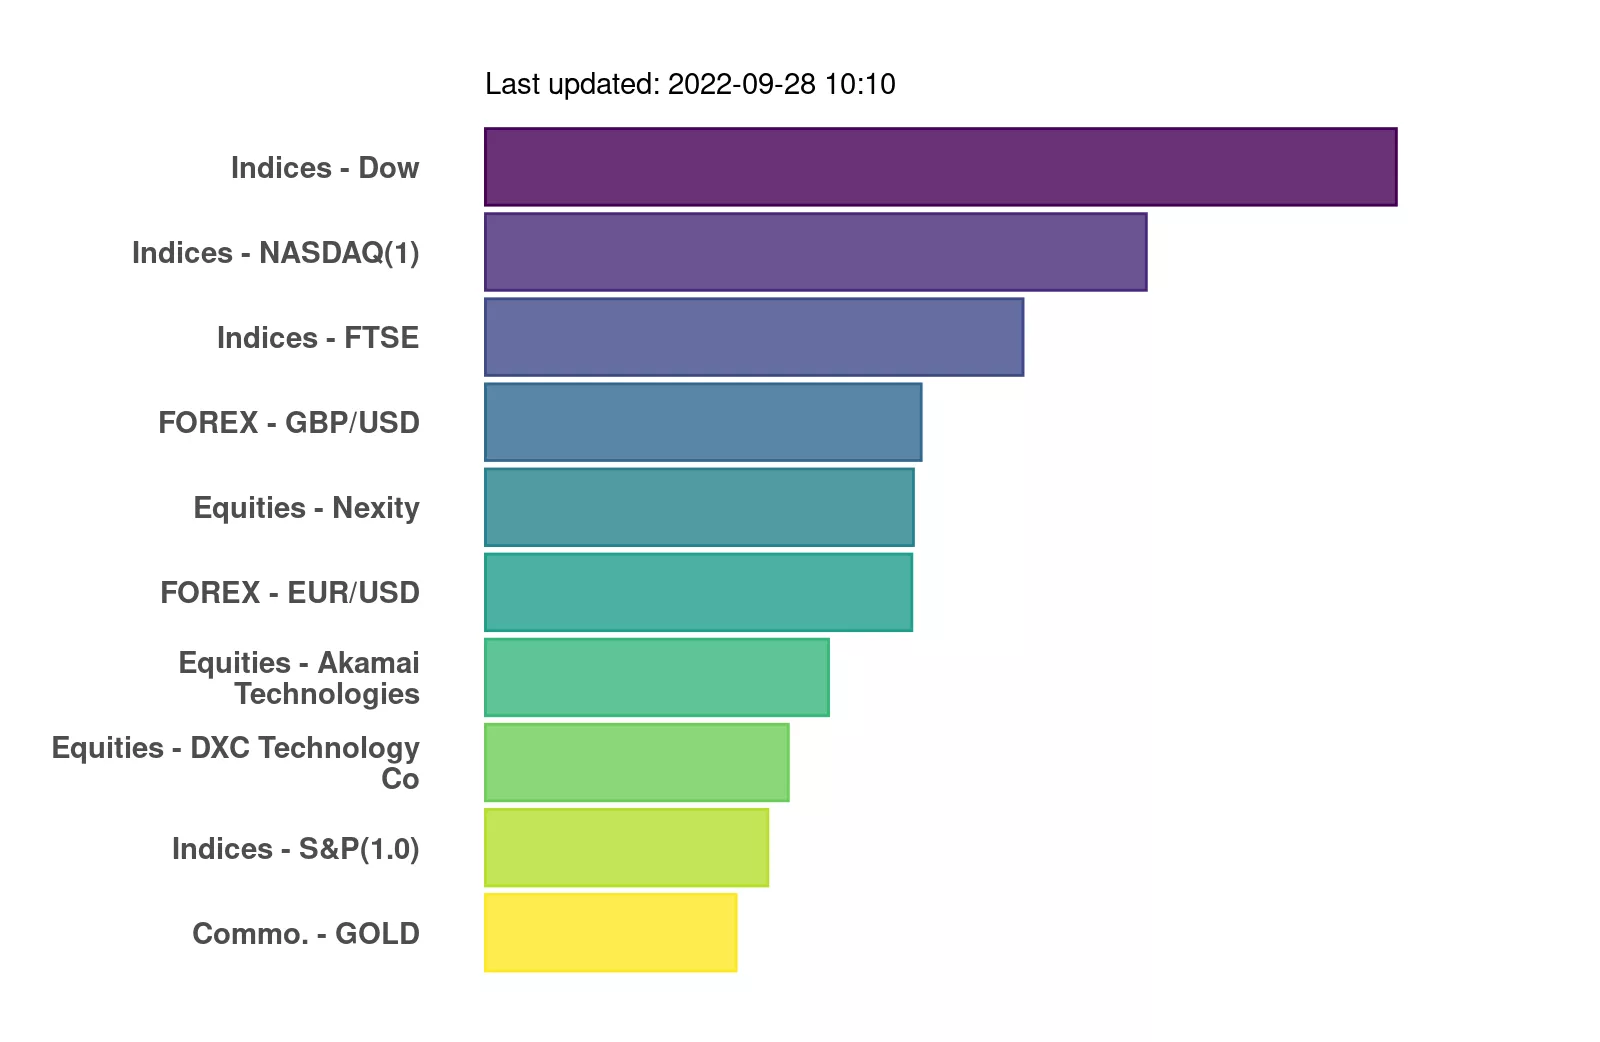 Last updated: 2022-09-28 10:10
Indices - Dow
Indices - NASDAQ(1)
Indices - FTSE
FOREX - GBP/USD
Equities - Nexity
FOREX - EUR/USD
Equities - Akamai
Technologies
Equities - DXC Technology
Co
Indices - S&P(1.0)
Commo. - GOLD